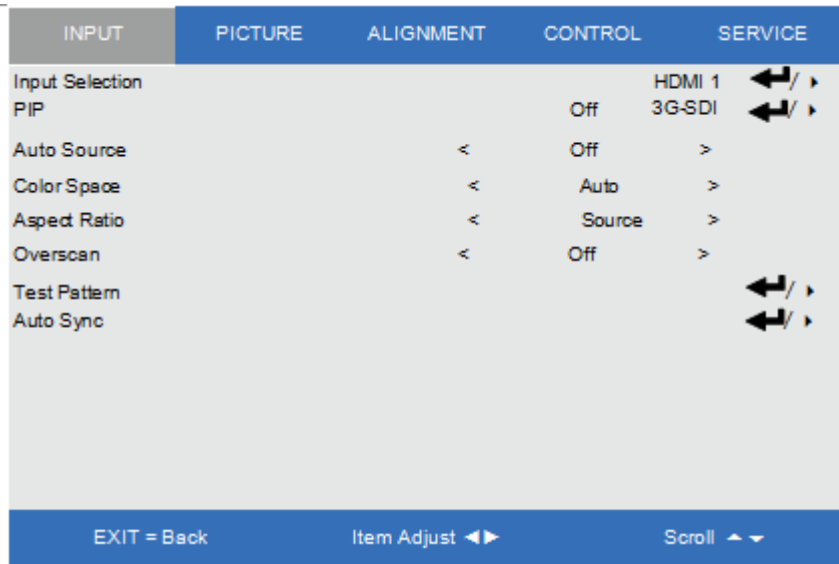 INPUT PICTURE ALIGNMENT CONTROL SERVICE
Input Selection HDMI 1 /
PIP Off 3G-SDI /
Auto Source < Off >
Color Space < Auto >
Aspect Ratio < Source >
Overscan < Off >
Test Pattern /
Auto Sync /
EXIT = Back Item Adjust ◀▶ Scroll ▲▼